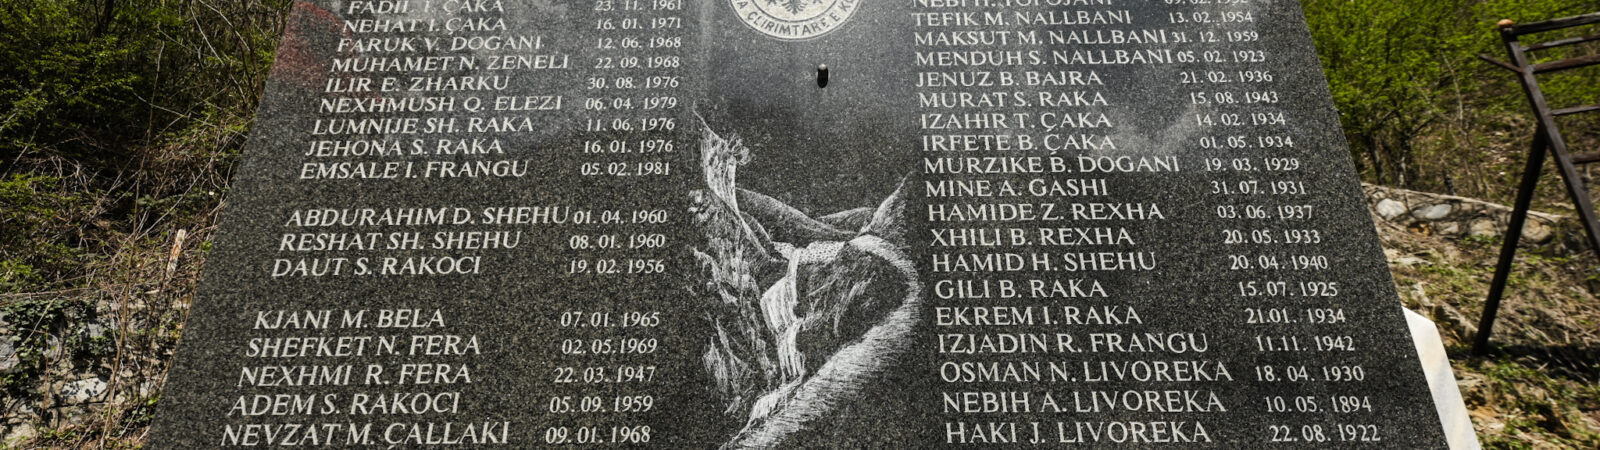 FADIL I. ÇAKA 23. 11. 1961
NEHAT I. ÇAKA 16. 01. 1971
FARUK V. DOGANI 12. 06. 1968
MUHAMET N. ZENELI 22. 09. 1968
ILIR E. ZHARKU 30. 08. 1976
NEXHMUSH Q. ELEZI 06. 04. 1979
LUMNIJE SH. RAKA 11. 06. 1976
JEHONA S. RAKA 16. 01. 1976
EMSALE I. FRANGU 05. 02. 1981
ABDURAHIM D. SHEHU 01. 04. 1960
RESHAT SH. SHEHU 08. 01. 1960
DAUT S. RAKOCI 19. 02. 1956
KJANI M. BELA 07. 01. 1965
SHEFKET N. FERA 02. 05. 1969
NEXHMI R. FERA 22. 03. 1947
ADEM S. RAKOCI 05. 09. 1959
NEVZAT M. ÇALLAKI 09. 01. 1968
ÇLIRIMTARE E
NEBI H. TOPOJANI 09. 02. 1952
TEFIK M. NALLBANI 13. 02. 1954
MAKSUT M. NALLBANI 31. 12. 1959
MENDUH S. NALLBANI 05. 02. 1923
JENUZ B. BAJRA 21. 02. 1936
MURAT S. RAKA 15. 08. 1943
IZAHIR T. ÇAKA 14. 02. 1934
IRFETE B. ÇAKA 01. 05. 1934
MURZIKE B. DOGANI 19. 03. 1929
MINE A. GASHI 31. 07. 1931
HAMIDE Z. REXHA 03. 06. 1937
XHILI B. REXHA 20. 05. 1933
HAMID H. SHEHU 20. 04. 1940
GILI B. RAKA 15. 07. 1925
EKREM I. RAKA 21.01. 1934
IZJADIN R. FRANGU 11.11. 1942
OSMAN N. LIVOREKA 18. 04. 1930
NEBIH A. LIVOREKA 10. 05. 1894
HAKI J. LIVOREKA 22. 08. 1922